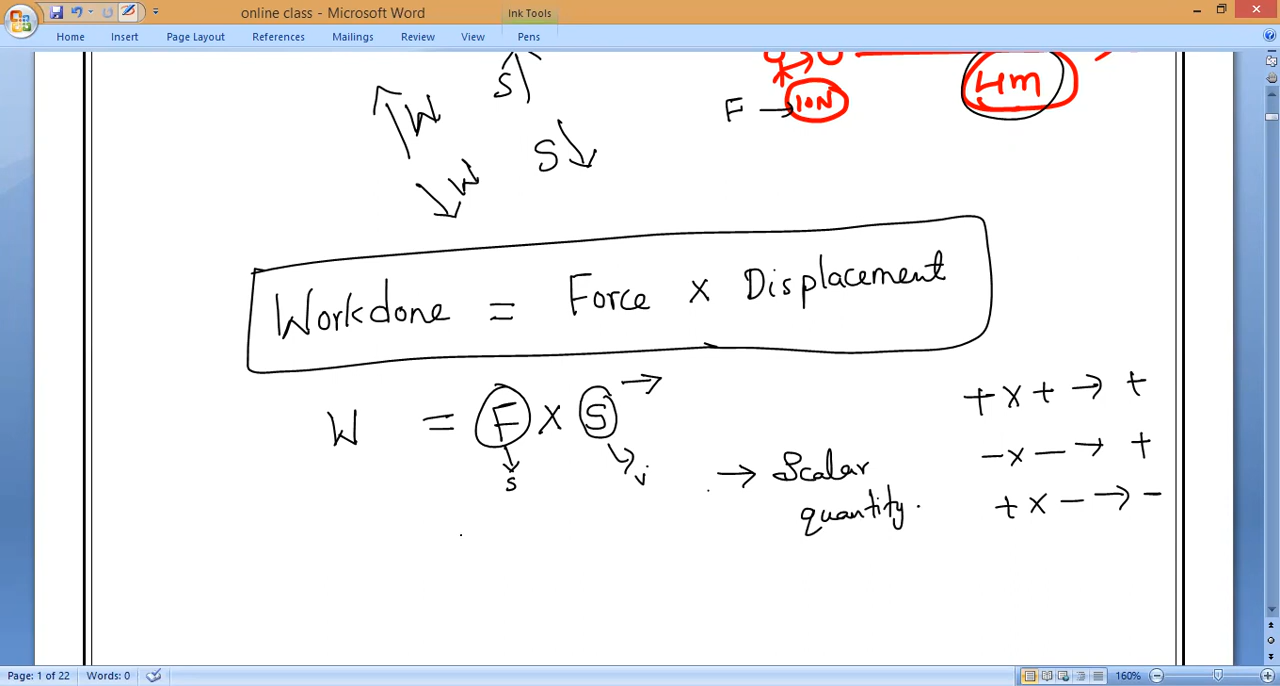 online class - Microsoft Word
Ink Tools
Home Insert Page Layout References Mailings Review View Pens
S
W
4m
F → 10N
S
W
Workdone = Force × Displacement
W = F × S
+ × + → +
- × - → +
s
→ Scalar quantity.
+ × - → -
Page: 1 of 22 Words: 0 160%